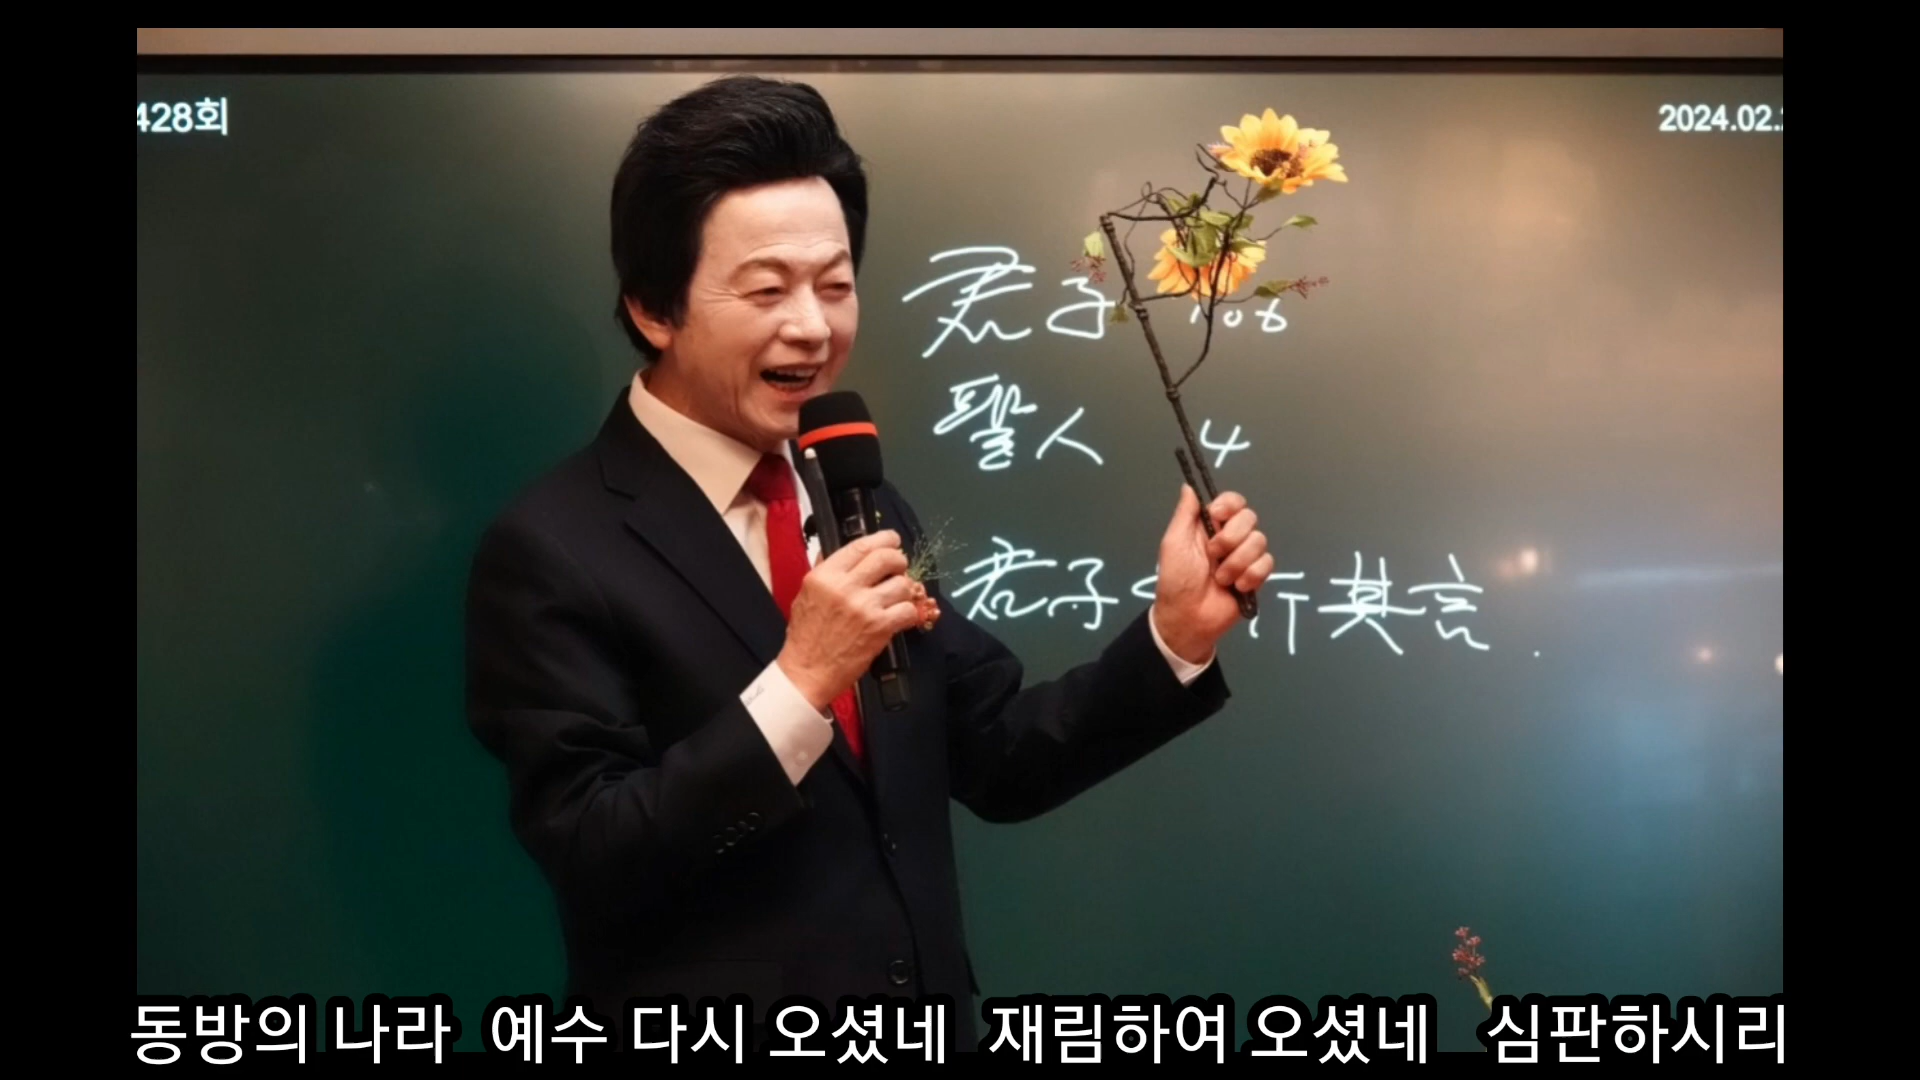 428회
2024.02.
君子 106
聖人 4
君子 行其言.
동방의 나라 예수 다시 오셨네 재림하여 오셨네 심판하시리